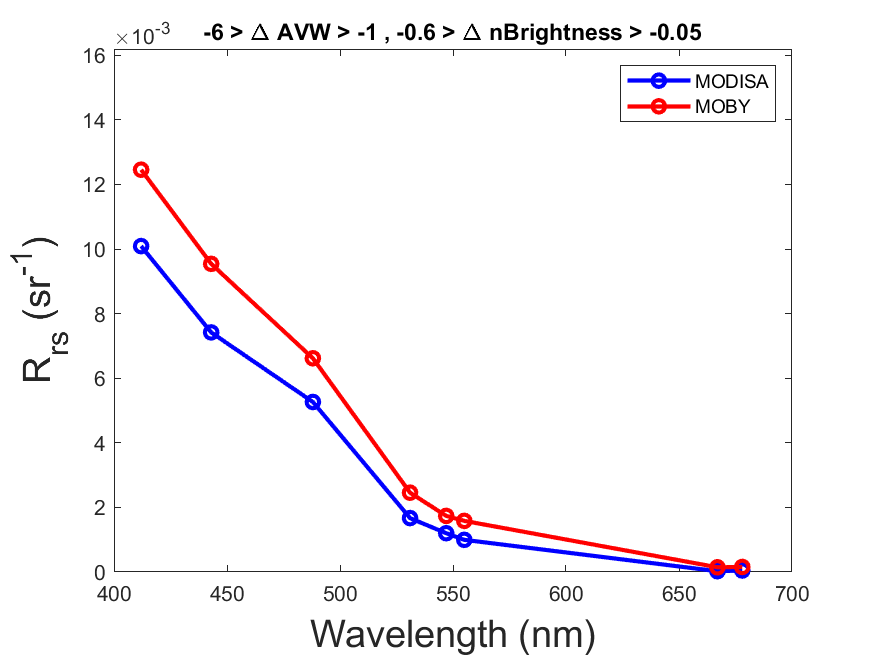 ×10⁻³
-6 > Δ AVW > -1 , -0.6 > Δ nBrightness > -0.05
16
14
12
10
8
6
4
2
0
MODISA
MOBY
R_rs (sr⁻¹)
400 450 500 550 600 650 700
Wavelength (nm)